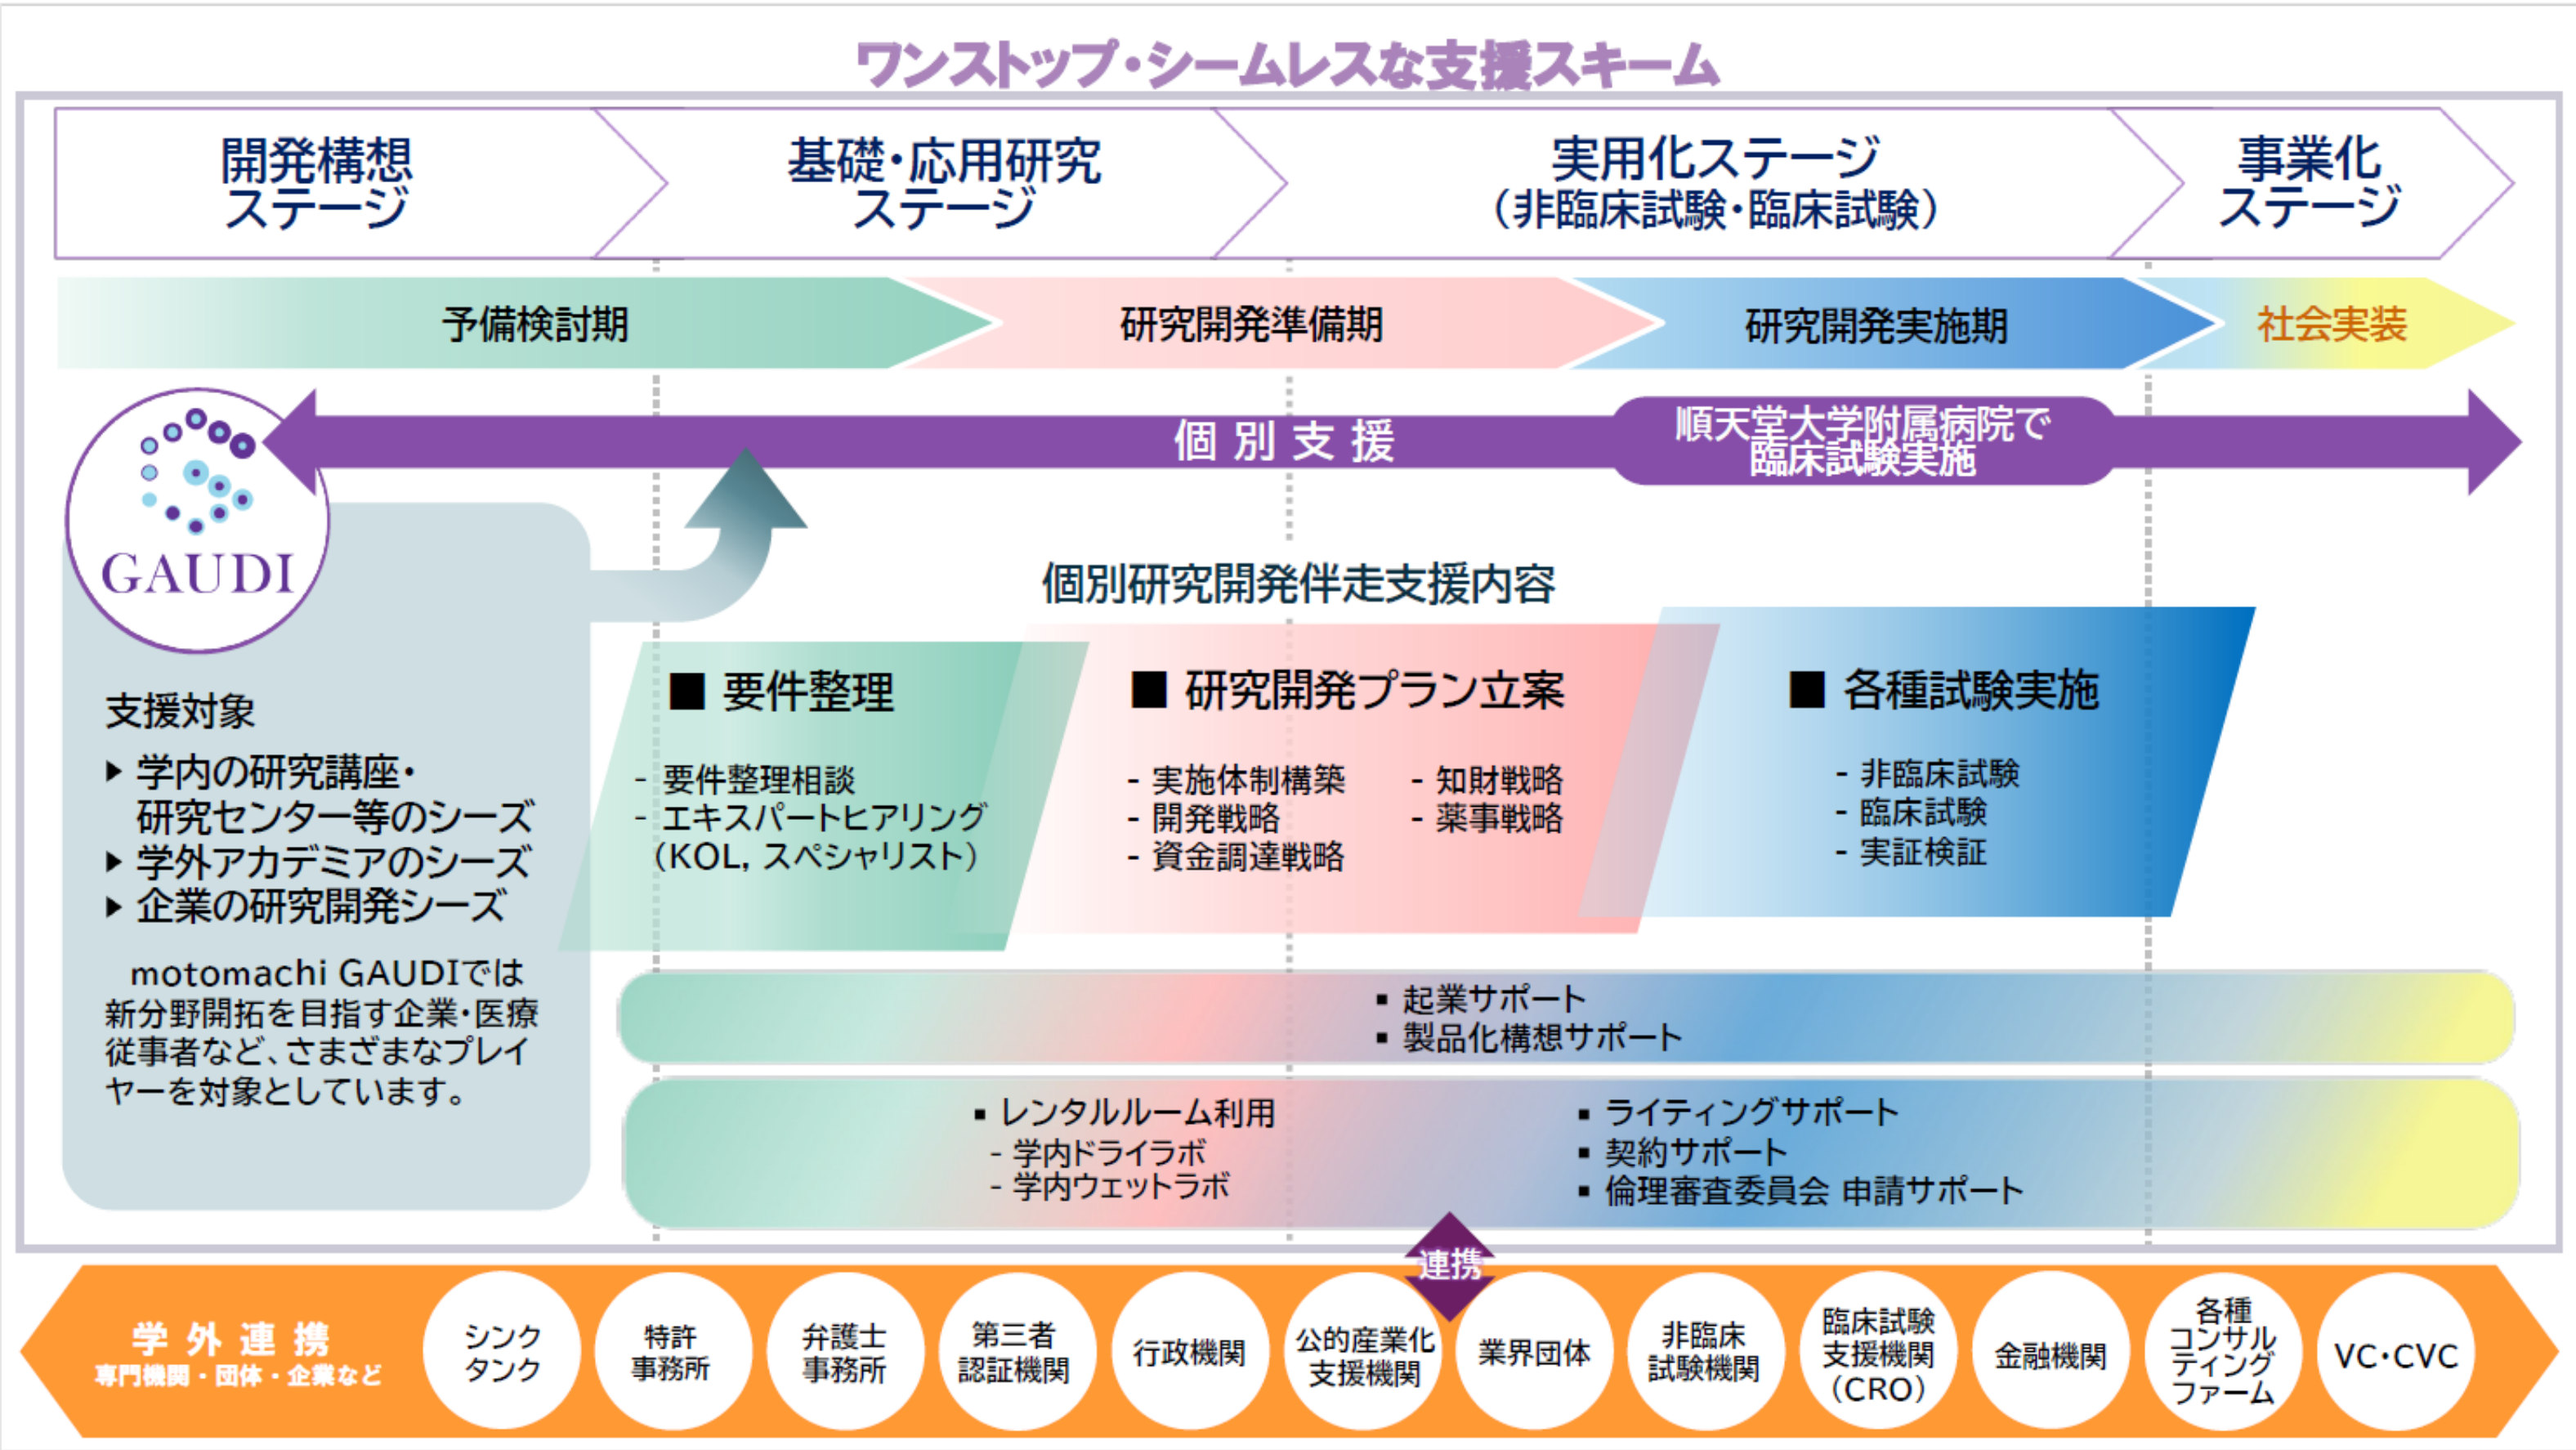 ワンストップ・シームレスな支援スキーム
開発構想
ステージ
基礎・応用研究
ステージ
実用化ステージ
（非臨床試験・臨床試験）
事業化
ステージ
予備検討期
研究開発準備期
研究開発実施期
社会実装
個別支援
順天堂大学附属病院で
臨床試験実施
GAUDI
支援対象
▶ 学内の研究講座・
研究センター等のシーズ
▶ 学外アカデミアのシーズ
▶ 企業の研究開発シーズ
motomachi GAUDIでは
新分野開拓を目指す企業・医療
従事者など、さまざまなプレイ
ヤーを対象としています。
個別研究開発伴走支援内容
■ 要件整理
- 要件整理相談
- エキスパートヒアリング
（KOL, スペシャリスト）
■ 研究開発プラン立案
- 実施体制構築
- 開発戦略
- 資金調達戦略
- 知財戦略
- 薬事戦略
■ 各種試験実施
- 非臨床試験
- 臨床試験
- 実証検証
▪ 起業サポート
▪ 製品化構想サポート
▪ レンタルルーム利用
- 学内ドライラボ
- 学内ウェットラボ
▪ ライティングサポート
▪ 契約サポート
▪ 倫理審査委員会 申請サポート
連携
学外連携
専門機関・団体・企業など
シンク
タンク
特許
事務所
弁護士
事務所
第三者
認証機関
行政機関
公的産業化
支援機関
業界団体
非臨床
試験機関
臨床試験
支援機関
（CRO）
金融機関
各種
コンサル
ティング
ファーム
VC・CVC